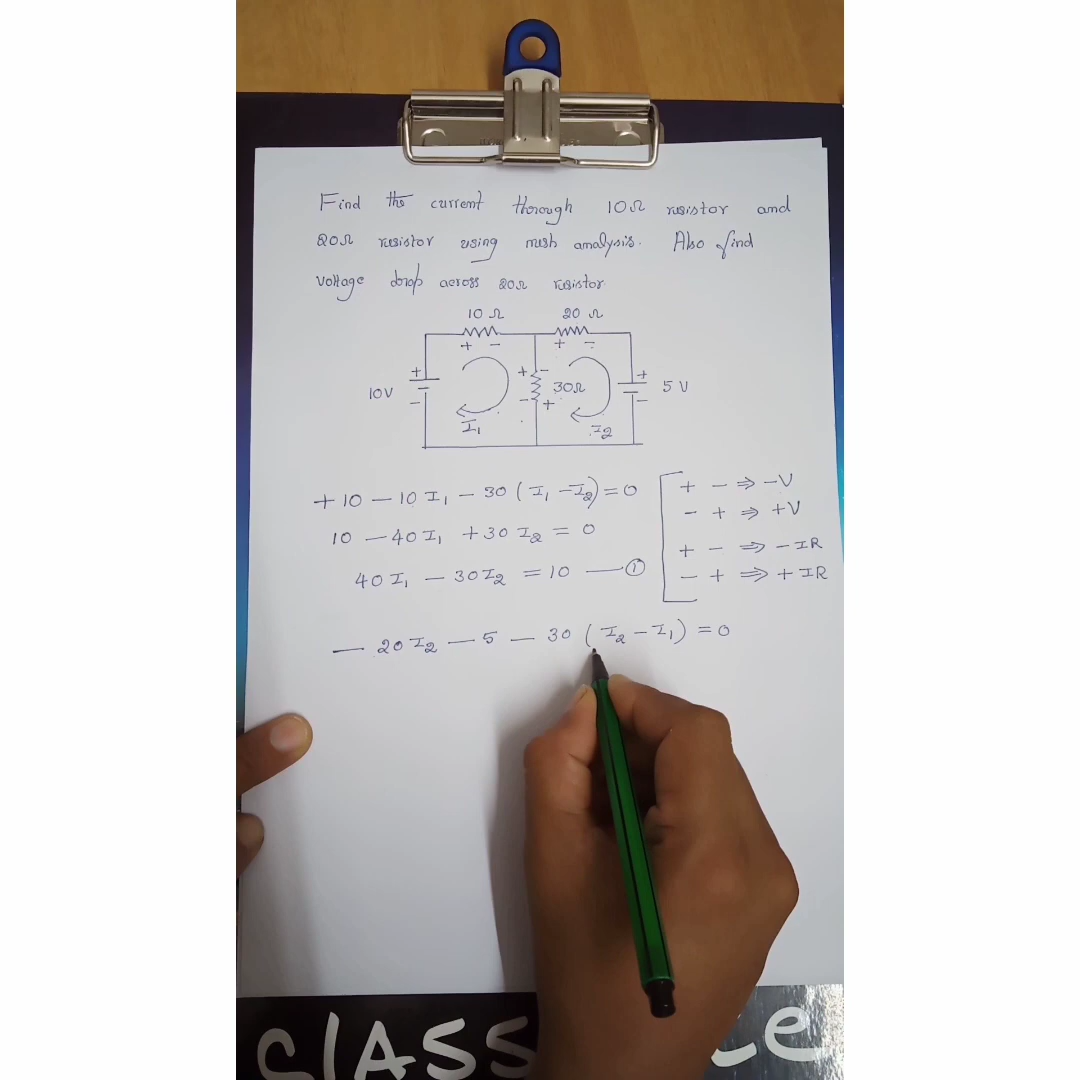 Find the current thorough 10Ω resistor and
20Ω resistor using mesh analysis. Also find
voltage drop across 20Ω resistor
10 Ω 20 Ω
+ - + -
+ + - +
10V 30Ω 5 V
- - + -
I₁ I₂
+10 - 10 I₁ - 30 (I₁ - I₂) = 0
10 - 40 I₁ + 30 I₂ = 0
40 I₁ - 30 I₂ = 10 — ①
+ - ⇒ -V
- + ⇒ +V
+ - ⇒ - IR
- + ⇒ + IR
- 20 I₂ - 5 - 30 (I₂ - I₁) = 0
CLASS